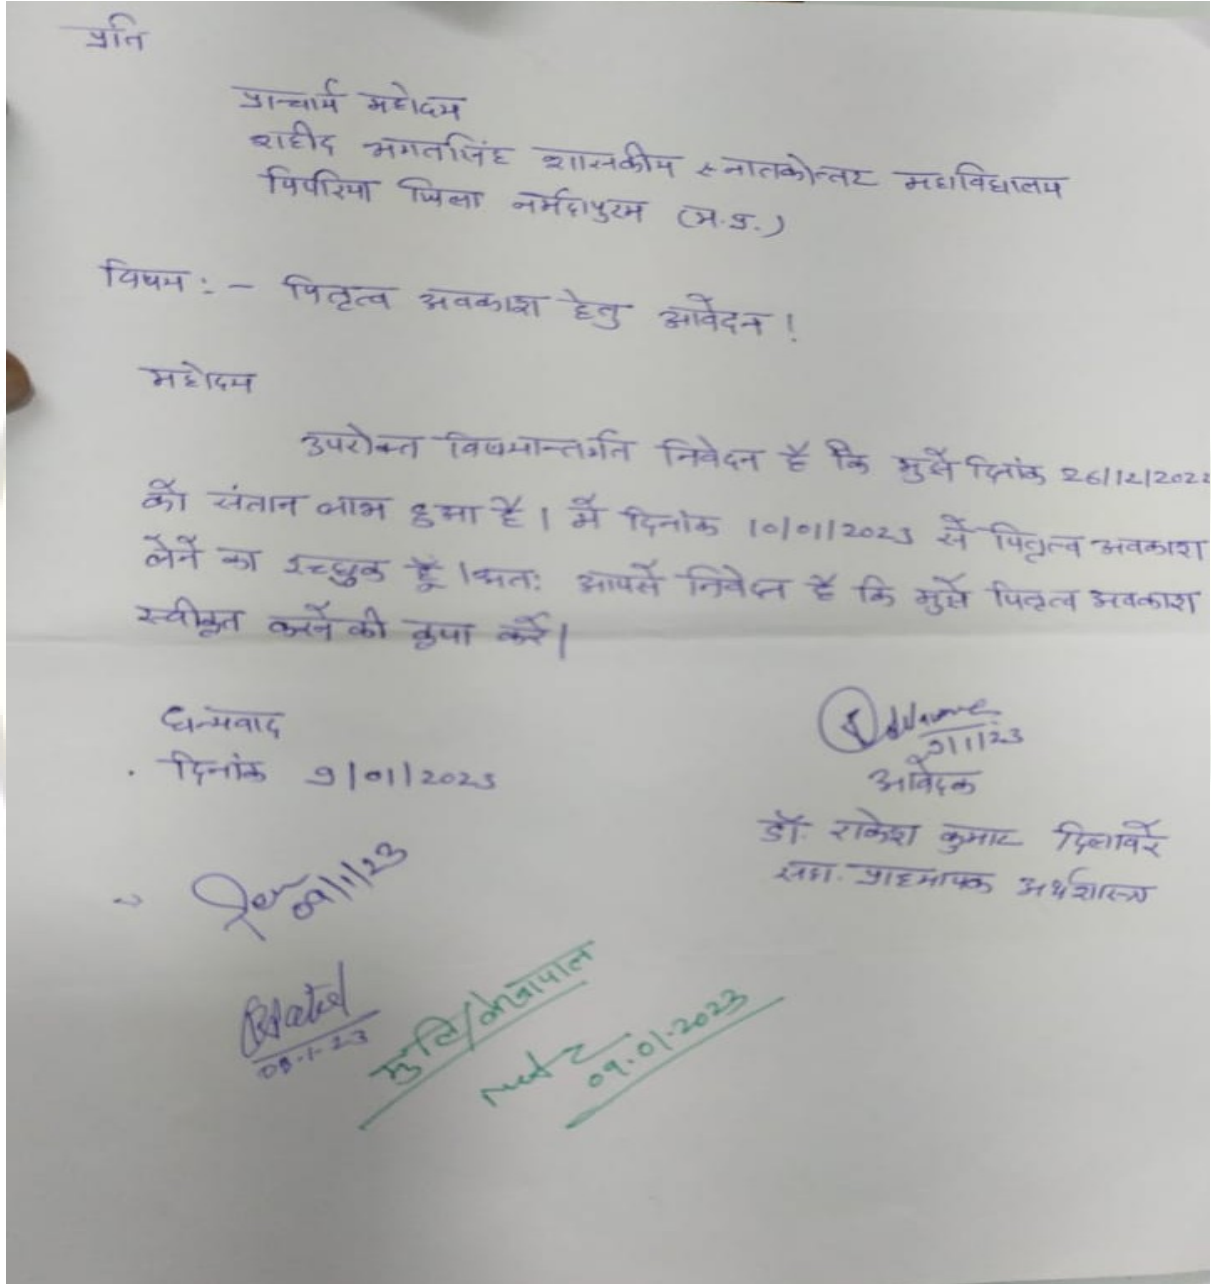 प्रति
प्राचार्य महोदय
शहीद भगतसिंह शासकीय स्नातकोत्तर महाविद्यालय
पिपरिया जिला नर्मदापुरम (म.प्र.)
विषय :- पितृत्व अवकाश हेतु आवेदन !
महोदय
उपरोक्त विषयान्तर्गत निवेदन है कि मुझे दिनांक 26/12/2022
को संतान लाभ हुआ है। मैं दिनांक 10/01/2023 से पितृत्व अवकाश
लेने का इच्छुक हूँ। अतः आपसे निवेदन है कि मुझे पितृत्व अवकाश
स्वीकृत करने की कृपा करें।
धन्यवाद
दिनांक 9/01/2023
9/1/23
आवेदक
डॉ. राकेश कुमार दिलावरे
सहा. प्राध्यापक अर्थशास्त्र
09/1/23
09-1-23
मु.लि/लेखापाल
09.01.2023